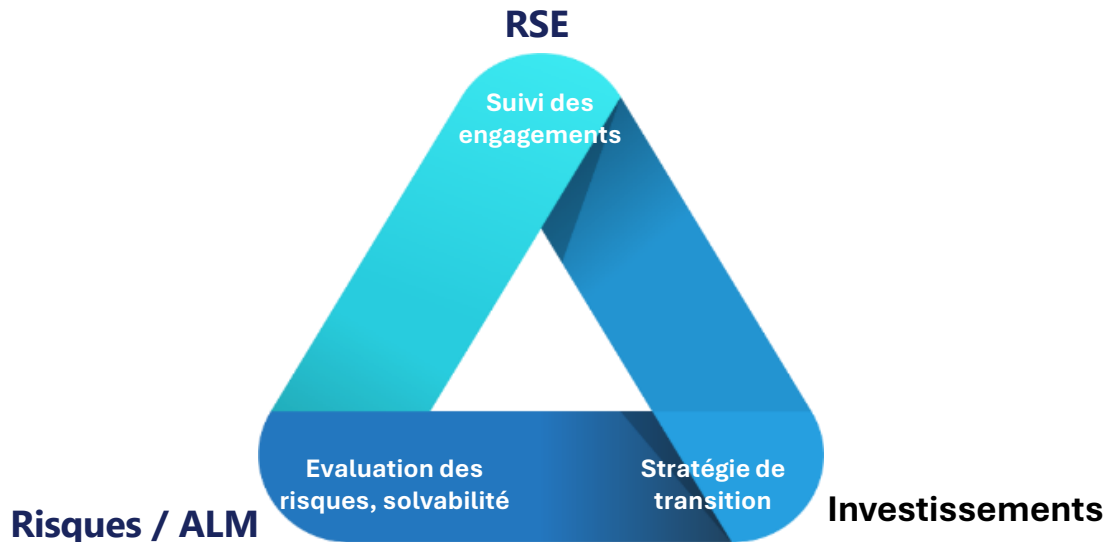 RSE
Suivi des
engagements
Evaluation des
risques, solvabilité
Stratégie de
transition
Risques / ALM
Investissements